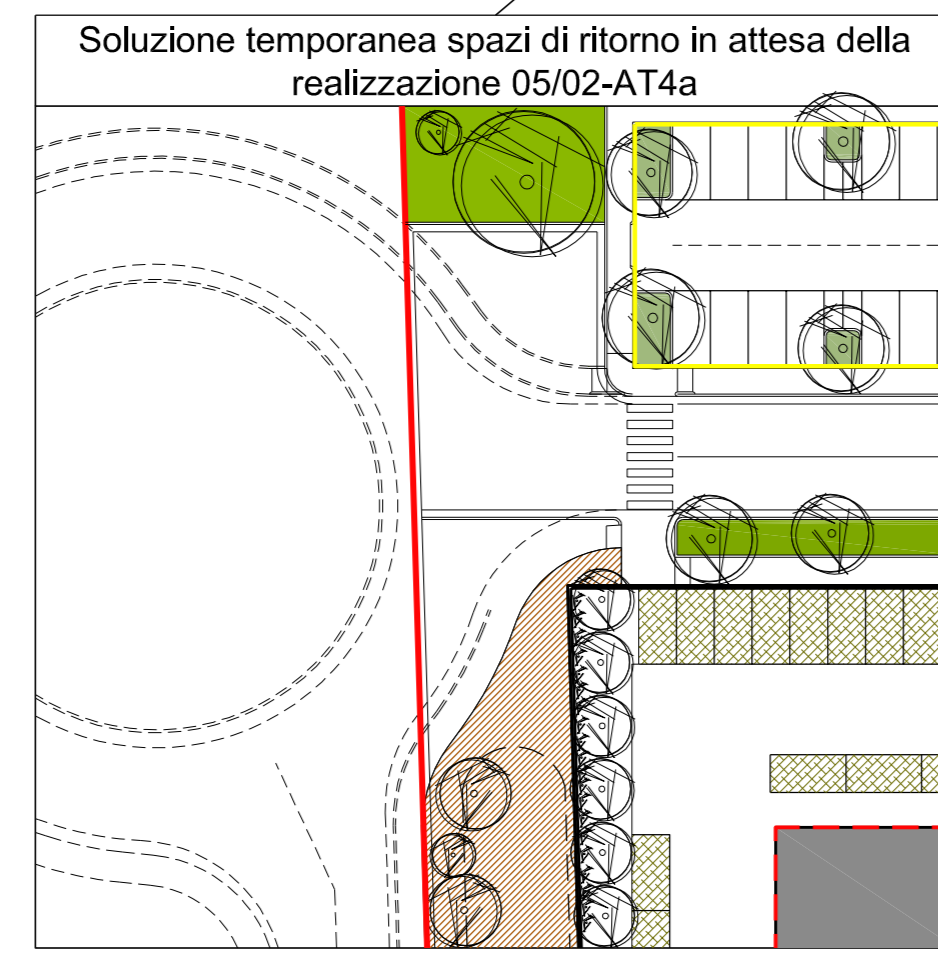 Soluzione temporanea spazi di ritorno in attesa della
realizzazione 05/02-AT4a